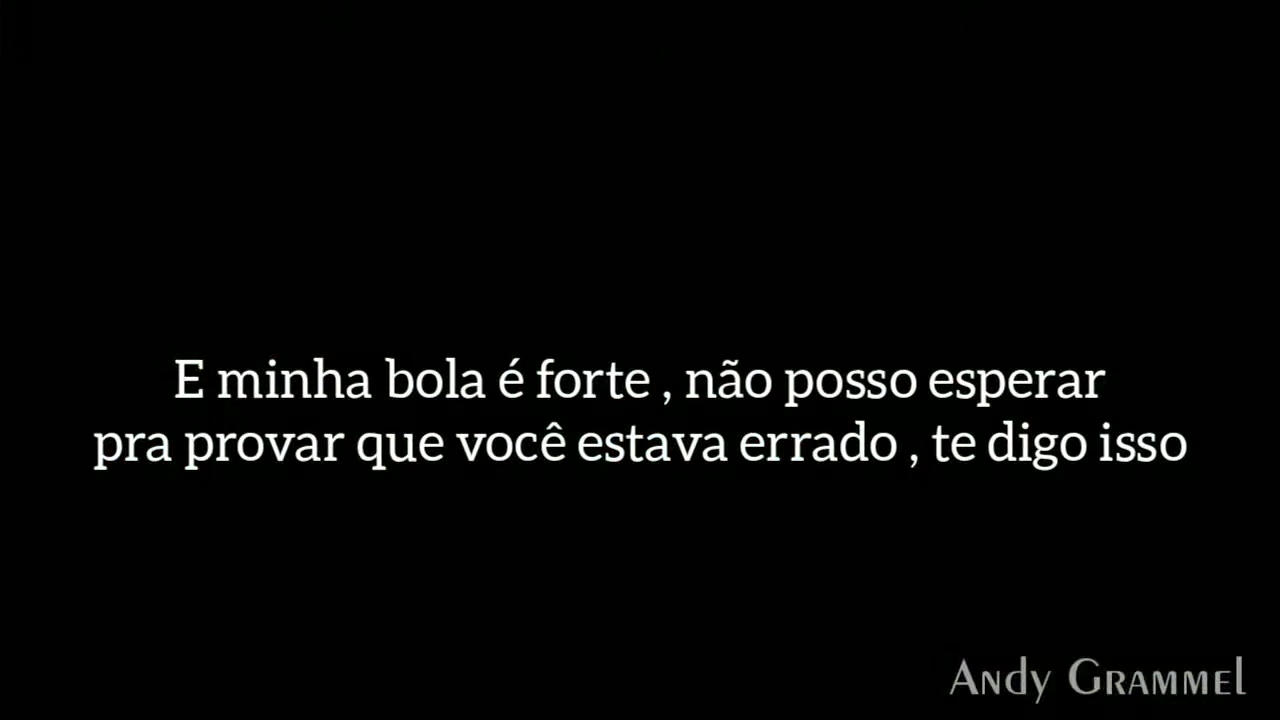 E minha bola é forte , não posso esperar
pra provar que você estava errado , te digo isso
Andy Grammel